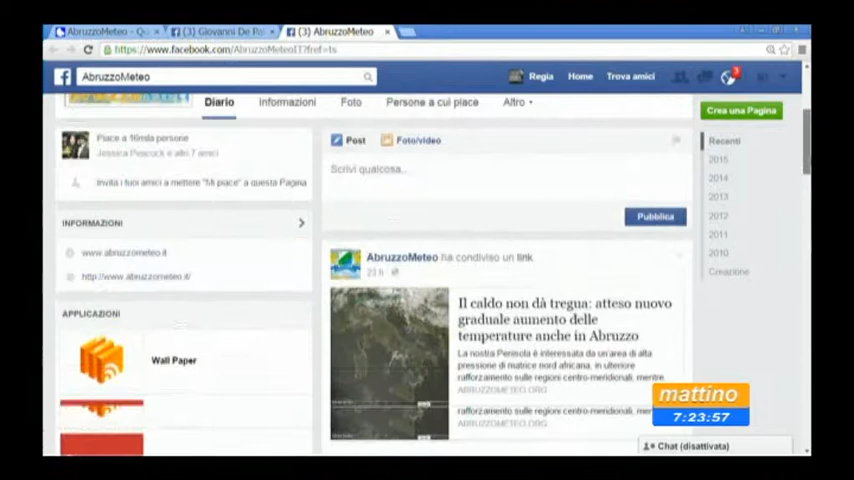 AbruzzoMeteo - Qu
(3) Giovanni De Pa
(3) AbruzzoMeteo
https://www.facebook.com/AbruzzoMeteoIT?fref=ts
AbruzzoMeteo
Regia
Home
Trova amici
3
Diario
Informazioni
Foto
Persone a cui piace
Altro
Crea una Pagina
Piace a 16mila persone
Jessica Peacock e altri 7 amici
Invita i tuoi amici a mettere "Mi piace" a questa Pagina
INFORMAZIONI
www.abruzzometeo.it
http://www.abruzzometeo.it/
APPLICAZIONI
Wall Paper
Post
Foto/video
Scrivi qualcosa...
Pubblica
AbruzzoMeteo ha condiviso un link
23 h
Il caldo non dà tregua: atteso nuovo
graduale aumento delle
temperature anche in Abruzzo
La nostra Penisola è interessata da un'area di alta
pressione di matrice nord africana, in ulteriore
rafforzamento sulle regioni centro-meridionali, mentre
ABRUZZOMETEO.ORG
rafforzamento sulle regioni centro-meridionali,
ABRUZZOMETEO.ORG
Recenti
2015
2014
2013
2012
2011
2010
Creazione
mattino
7:23:57
Chat (disattivata)